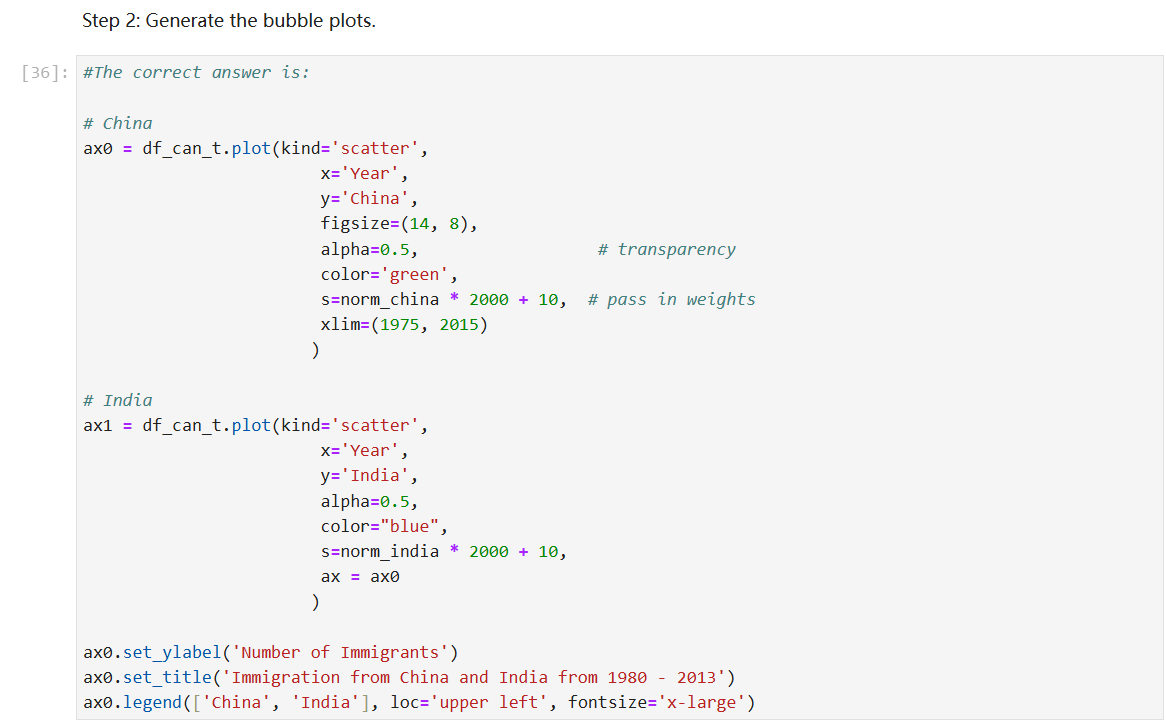 Step 2: Generate the bubble plots.
[36]: #The correct answer is:
# China
ax0 = df_can_t.plot(kind='scatter',
x='Year',
y='China',
figsize=(14, 8),
alpha=0.5, # transparency
color='green',
s=norm_china * 2000 + 10, # pass in weights
xlim=(1975, 2015)
)
# India
ax1 = df_can_t.plot(kind='scatter',
x='Year',
y='India',
alpha=0.5,
color="blue",
s=norm_india * 2000 + 10,
ax = ax0
)
ax0.set_ylabel('Number of Immigrants')
ax0.set_title('Immigration from China and India from 1980 - 2013')
ax0.legend(['China', 'India'], loc='upper left', fontsize='x-large')